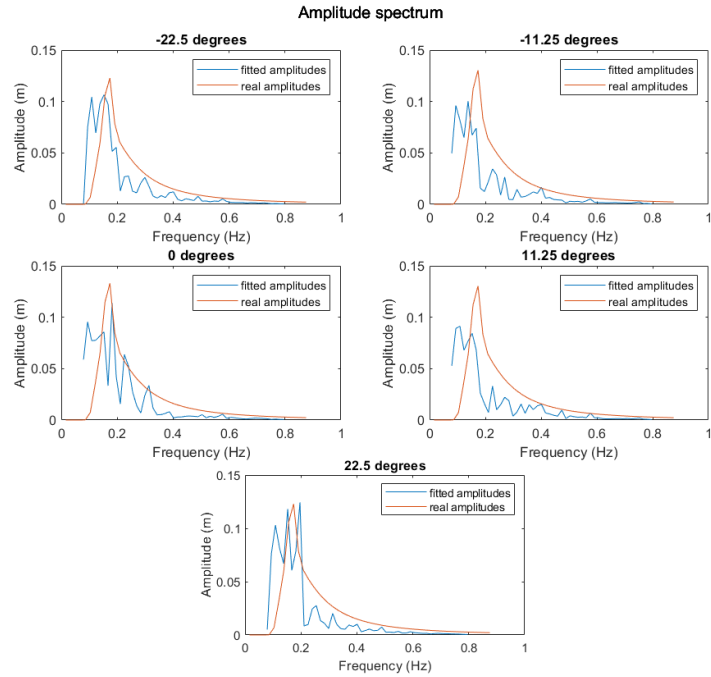 Amplitude spectrum
-22.5 degrees
0.15
0.1
0.05
0
Amplitude (m)
fitted amplitudes
real amplitudes
0 0.2 0.4 0.6 0.8 1
Frequency (Hz)
-11.25 degrees
0.15
0.1
0.05
0
Amplitude (m)
fitted amplitudes
real amplitudes
0 0.2 0.4 0.6 0.8 1
Frequency (Hz)
0 degrees
0.15
0.1
0.05
0
Amplitude (m)
fitted amplitudes
real amplitudes
0 0.2 0.4 0.6 0.8 1
Frequency (Hz)
11.25 degrees
0.15
0.1
0.05
0
Amplitude (m)
fitted amplitudes
real amplitudes
0 0.2 0.4 0.6 0.8 1
Frequency (Hz)
22.5 degrees
0.15
0.1
0.05
0
Amplitude (m)
fitted amplitudes
real amplitudes
0 0.2 0.4 0.6 0.8 1
Frequency (Hz)